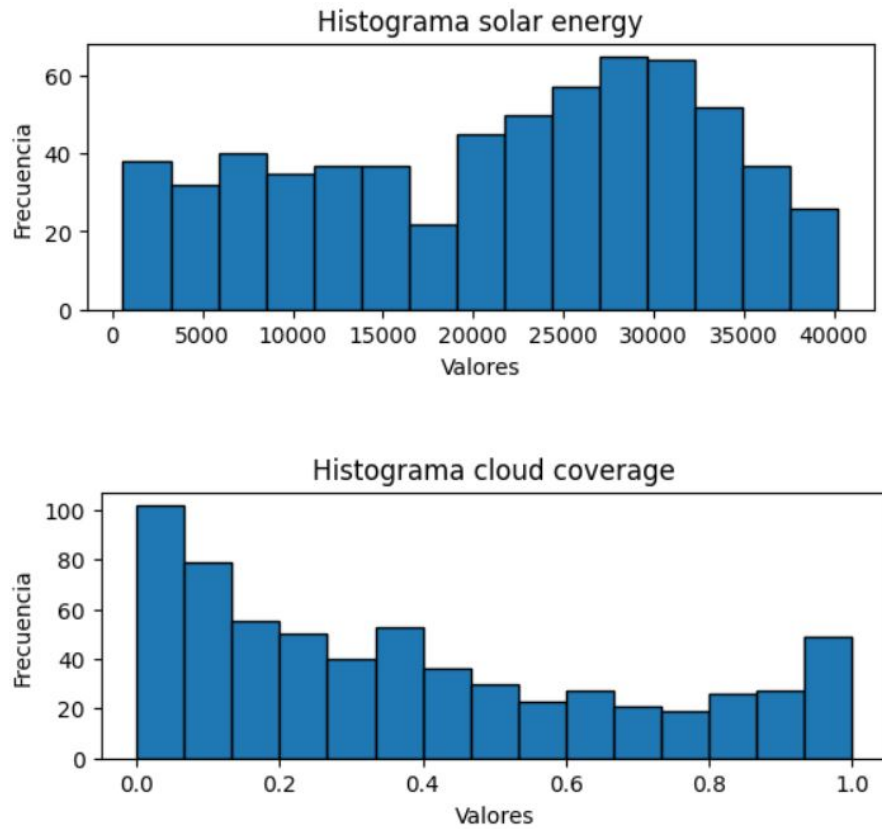 Histograma solar energy
Frecuencia
60
40
20
0
0 5000 10000 15000 20000 25000 30000 35000 40000
Valores
Histograma cloud coverage
Frecuencia
100
80
60
40
20
0
0.0 0.2 0.4 0.6 0.8 1.0
Valores